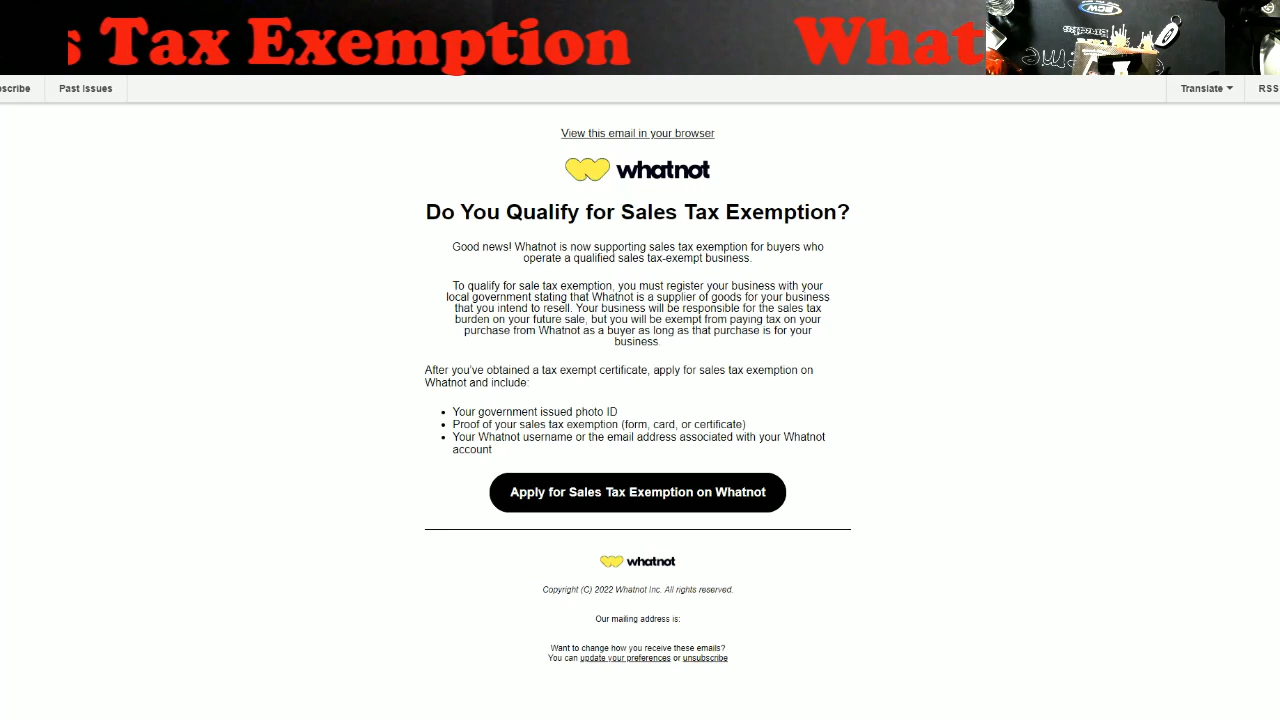 s Tax Exemption What
BCW
scribe Past Issues Translate RSS
View this email in your browser
whatnot
Do You Qualify for Sales Tax Exemption?
Good news! Whatnot is now supporting sales tax exemption for buyers who
operate a qualified sales tax-exempt business.
To qualify for sale tax exemption, you must register your business with your
local government stating that Whatnot is a supplier of goods for your business
that you intend to resell. Your business will be responsible for the sales tax
burden on your future sale, but you will be exempt from paying tax on your
purchase from Whatnot as a buyer as long as that purchase is for your
business.
After you've obtained a tax exempt certificate, apply for sales tax exemption on
Whatnot and include:
Your government issued photo ID
Proof of your sales tax exemption (form, card, or certificate)
Your Whatnot username or the email address associated with your Whatnot
account
Apply for Sales Tax Exemption on Whatnot
whatnot
Copyright (C) 2022 Whatnot Inc. All rights reserved.
Our mailing address is:
Want to change how you receive these emails?
You can update your preferences or unsubscribe